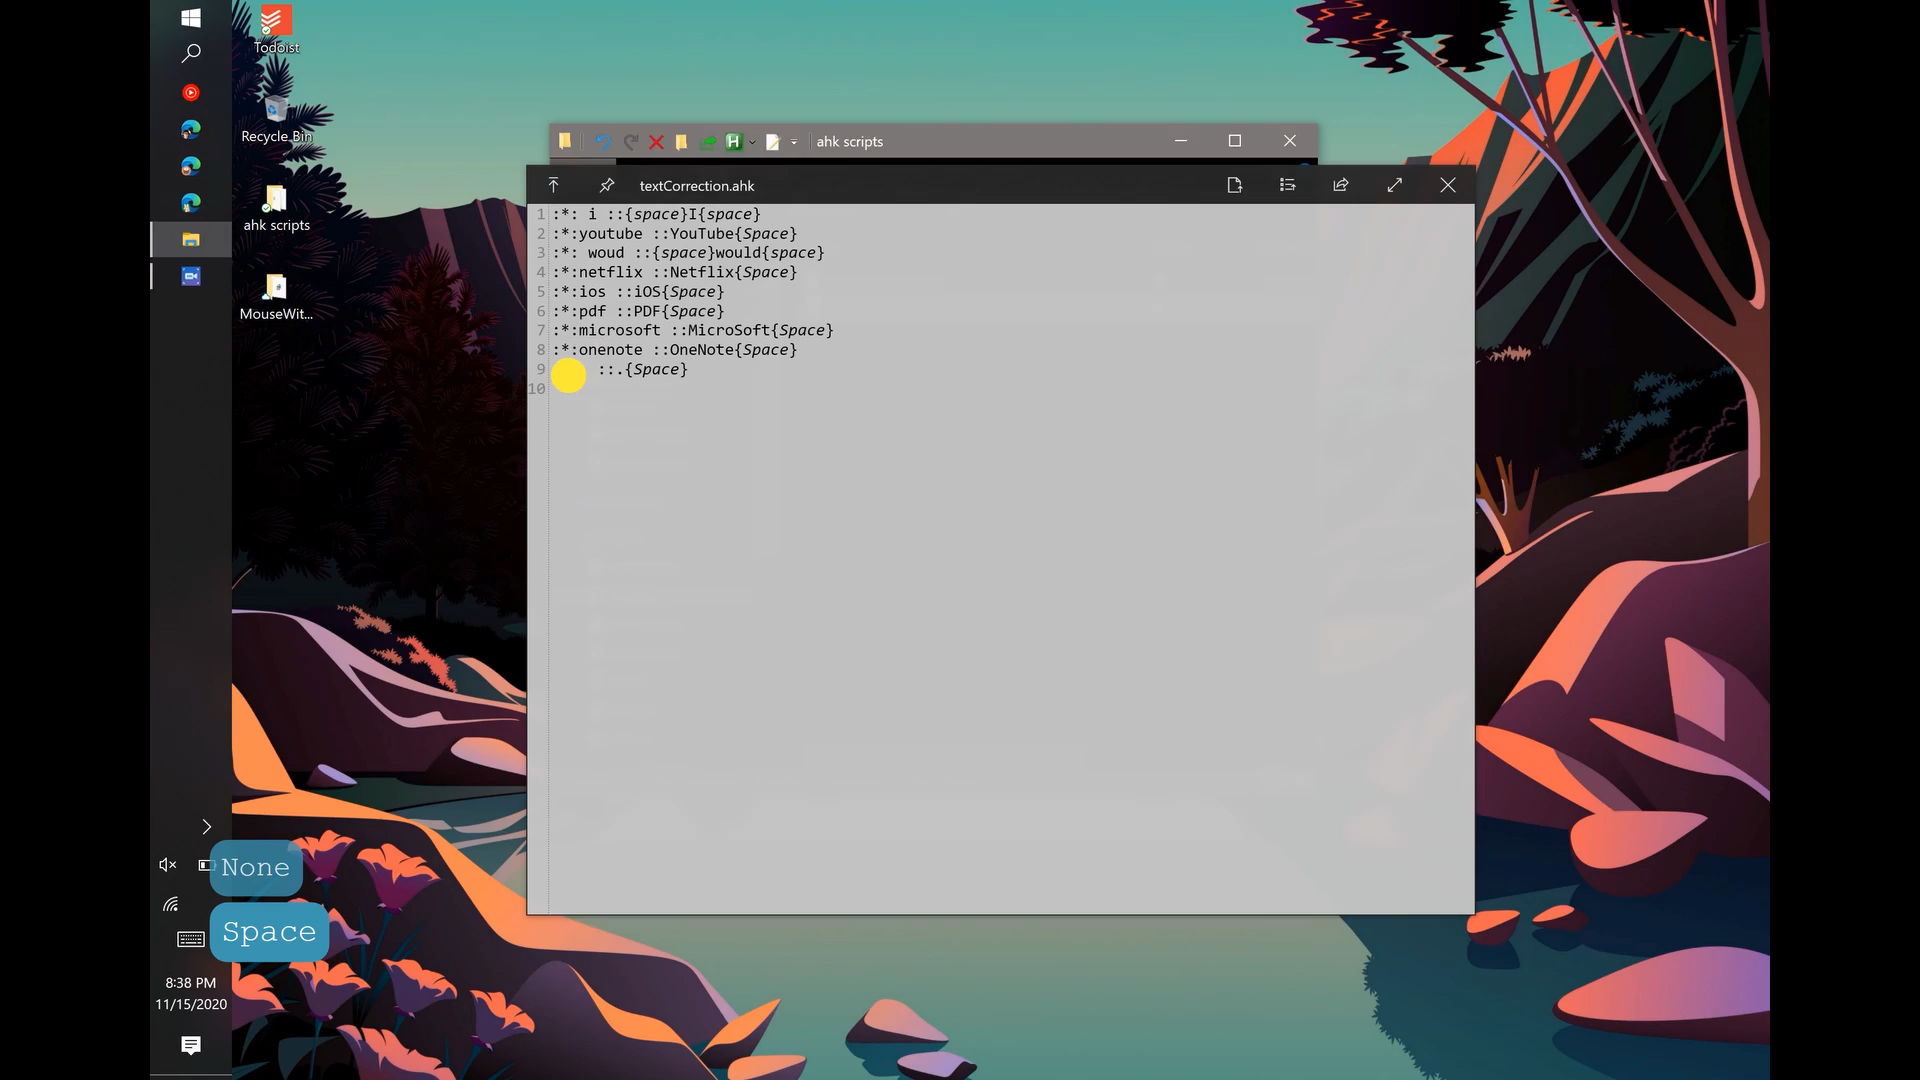 Todoist
Recycle Bin
ahk scripts
MouseWit...
ahk scripts
textCorrection.ahk
1 :*: i ::{space}I{space}
2 :*:youtube ::YouTube{Space}
3 :*: woud ::{space}would{space}
4 :*:netflix ::Netflix{Space}
5 :*:ios ::iOS{Space}
6 :*:pdf ::PDF{Space}
7 :*:microsoft ::MicroSoft{Space}
8 :*:onenote ::OneNote{Space}
9 ::.{Space}
10
None
Space
8:38 PM
11/15/2020